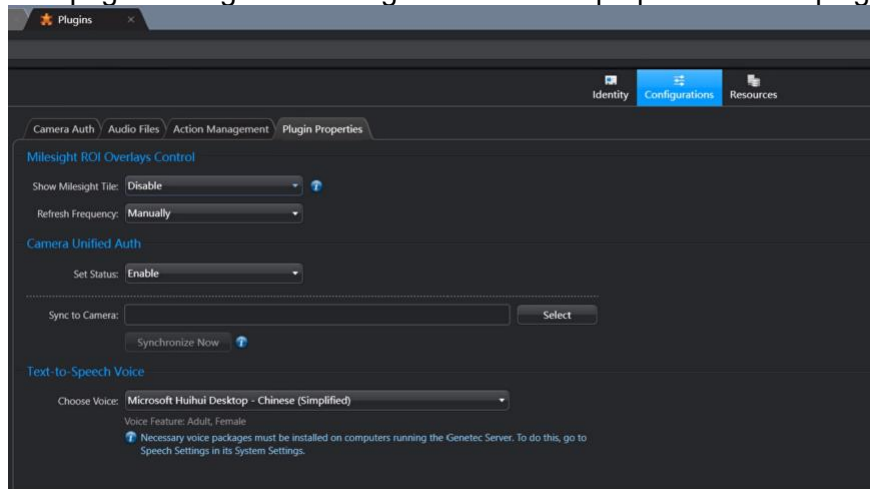 Plugins
Identity Configurations Resources
Camera Auth Audio Files Action Management Plugin Properties
Milesight ROI Overlays Control
Show Milesight Tile: Disable
Refresh Frequency: Manually
Camera Unified Auth
Set Status: Enable
Sync to Camera: Select
Synchronize Now
Text-to-Speech Voice
Choose Voice: Microsoft Huihui Desktop - Chinese (Simplified)
Voice Feature: Adult, Female
Necessary voice packages must be installed on computers running the Genetec Server. To do this, go to
Speech Settings in its System Settings.